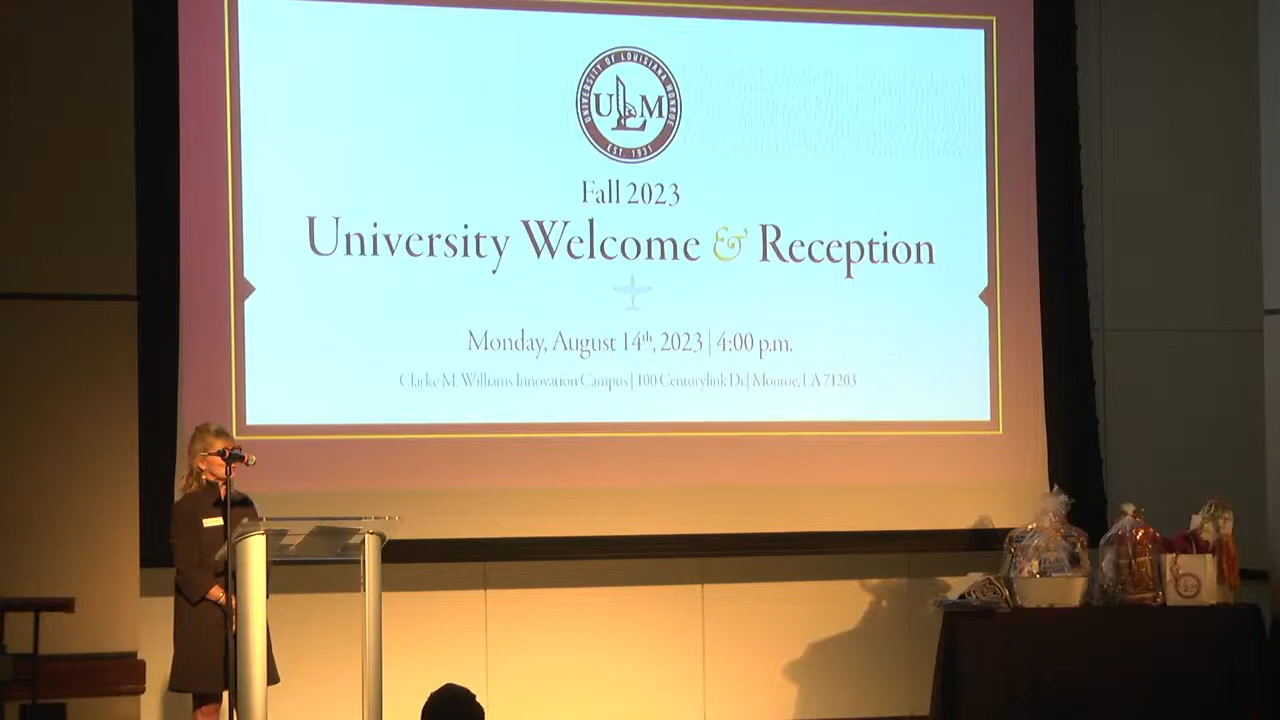 UNIVERSITY OF LOUISIANA MONROE
ULM
EST. 1931
Fall 2023
University Welcome & Reception
Monday, August 14th, 2023 | 4:00 p.m.
Clarke M. Williams Innovation Campus | 100 Centurylink Dr. | Monroe, LA 71203